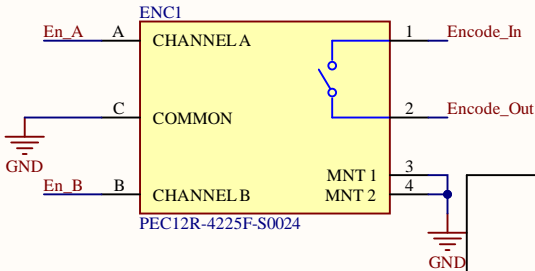 ENC1
En_A A CHANNEL A 1 Encode_In
C COMMON 2 Encode_Out
GND
MNT 1 3
En_B B CHANNEL B MNT 2 4
PEC12R-4225F-S0024
GND